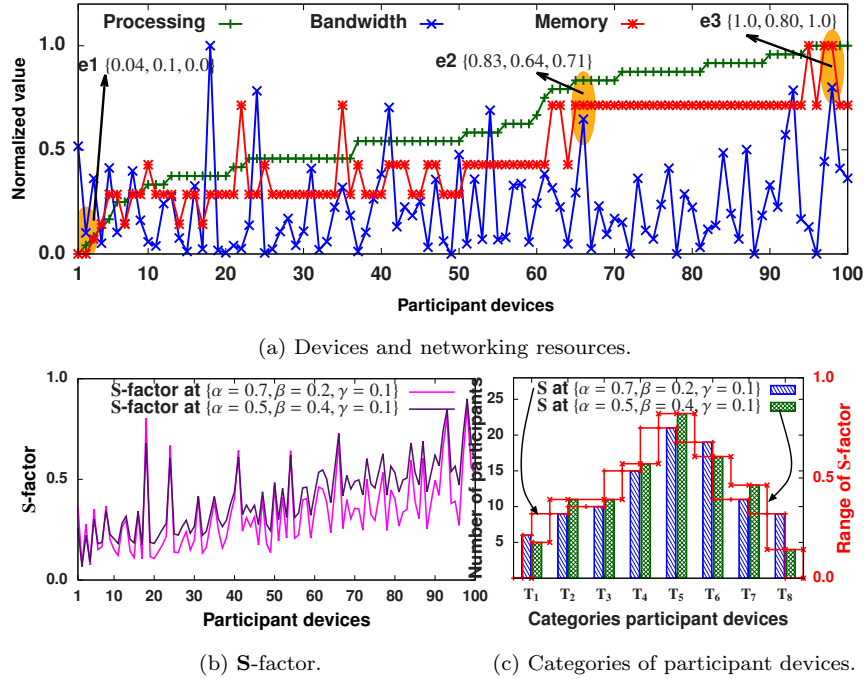 Processing Bandwidth Memory
e3 {1.0, 0.80, 1.0}
e1 {0.04, 0.1, 0.0}
e2 {0.83, 0.64, 0.71}
Normalized value
1.0
0.5
0.0
1 10 20 30 40 50 60 70 80 90 100
Participant devices
(a) Devices and networking resources.
S-factor at {α = 0.7, β = 0.2, γ = 0.1}
S-factor at {α = 0.5, β = 0.4, γ = 0.1}
S-factor
1.0
0.5
0.0
1 10 20 30 40 50 60 70 80 90 100
Participant devices
(b) S-factor.
S at {α = 0.7, β = 0.2, γ = 0.1}
S at {α = 0.5, β = 0.4, γ = 0.1}
Number of participants
25
20
15
10
5
1.0
0.5
0.0
Range of S-factor
T1 T2 T3 T4 T5 T6 T7 T8
Categories participant devices
(c) Categories of participant devices.